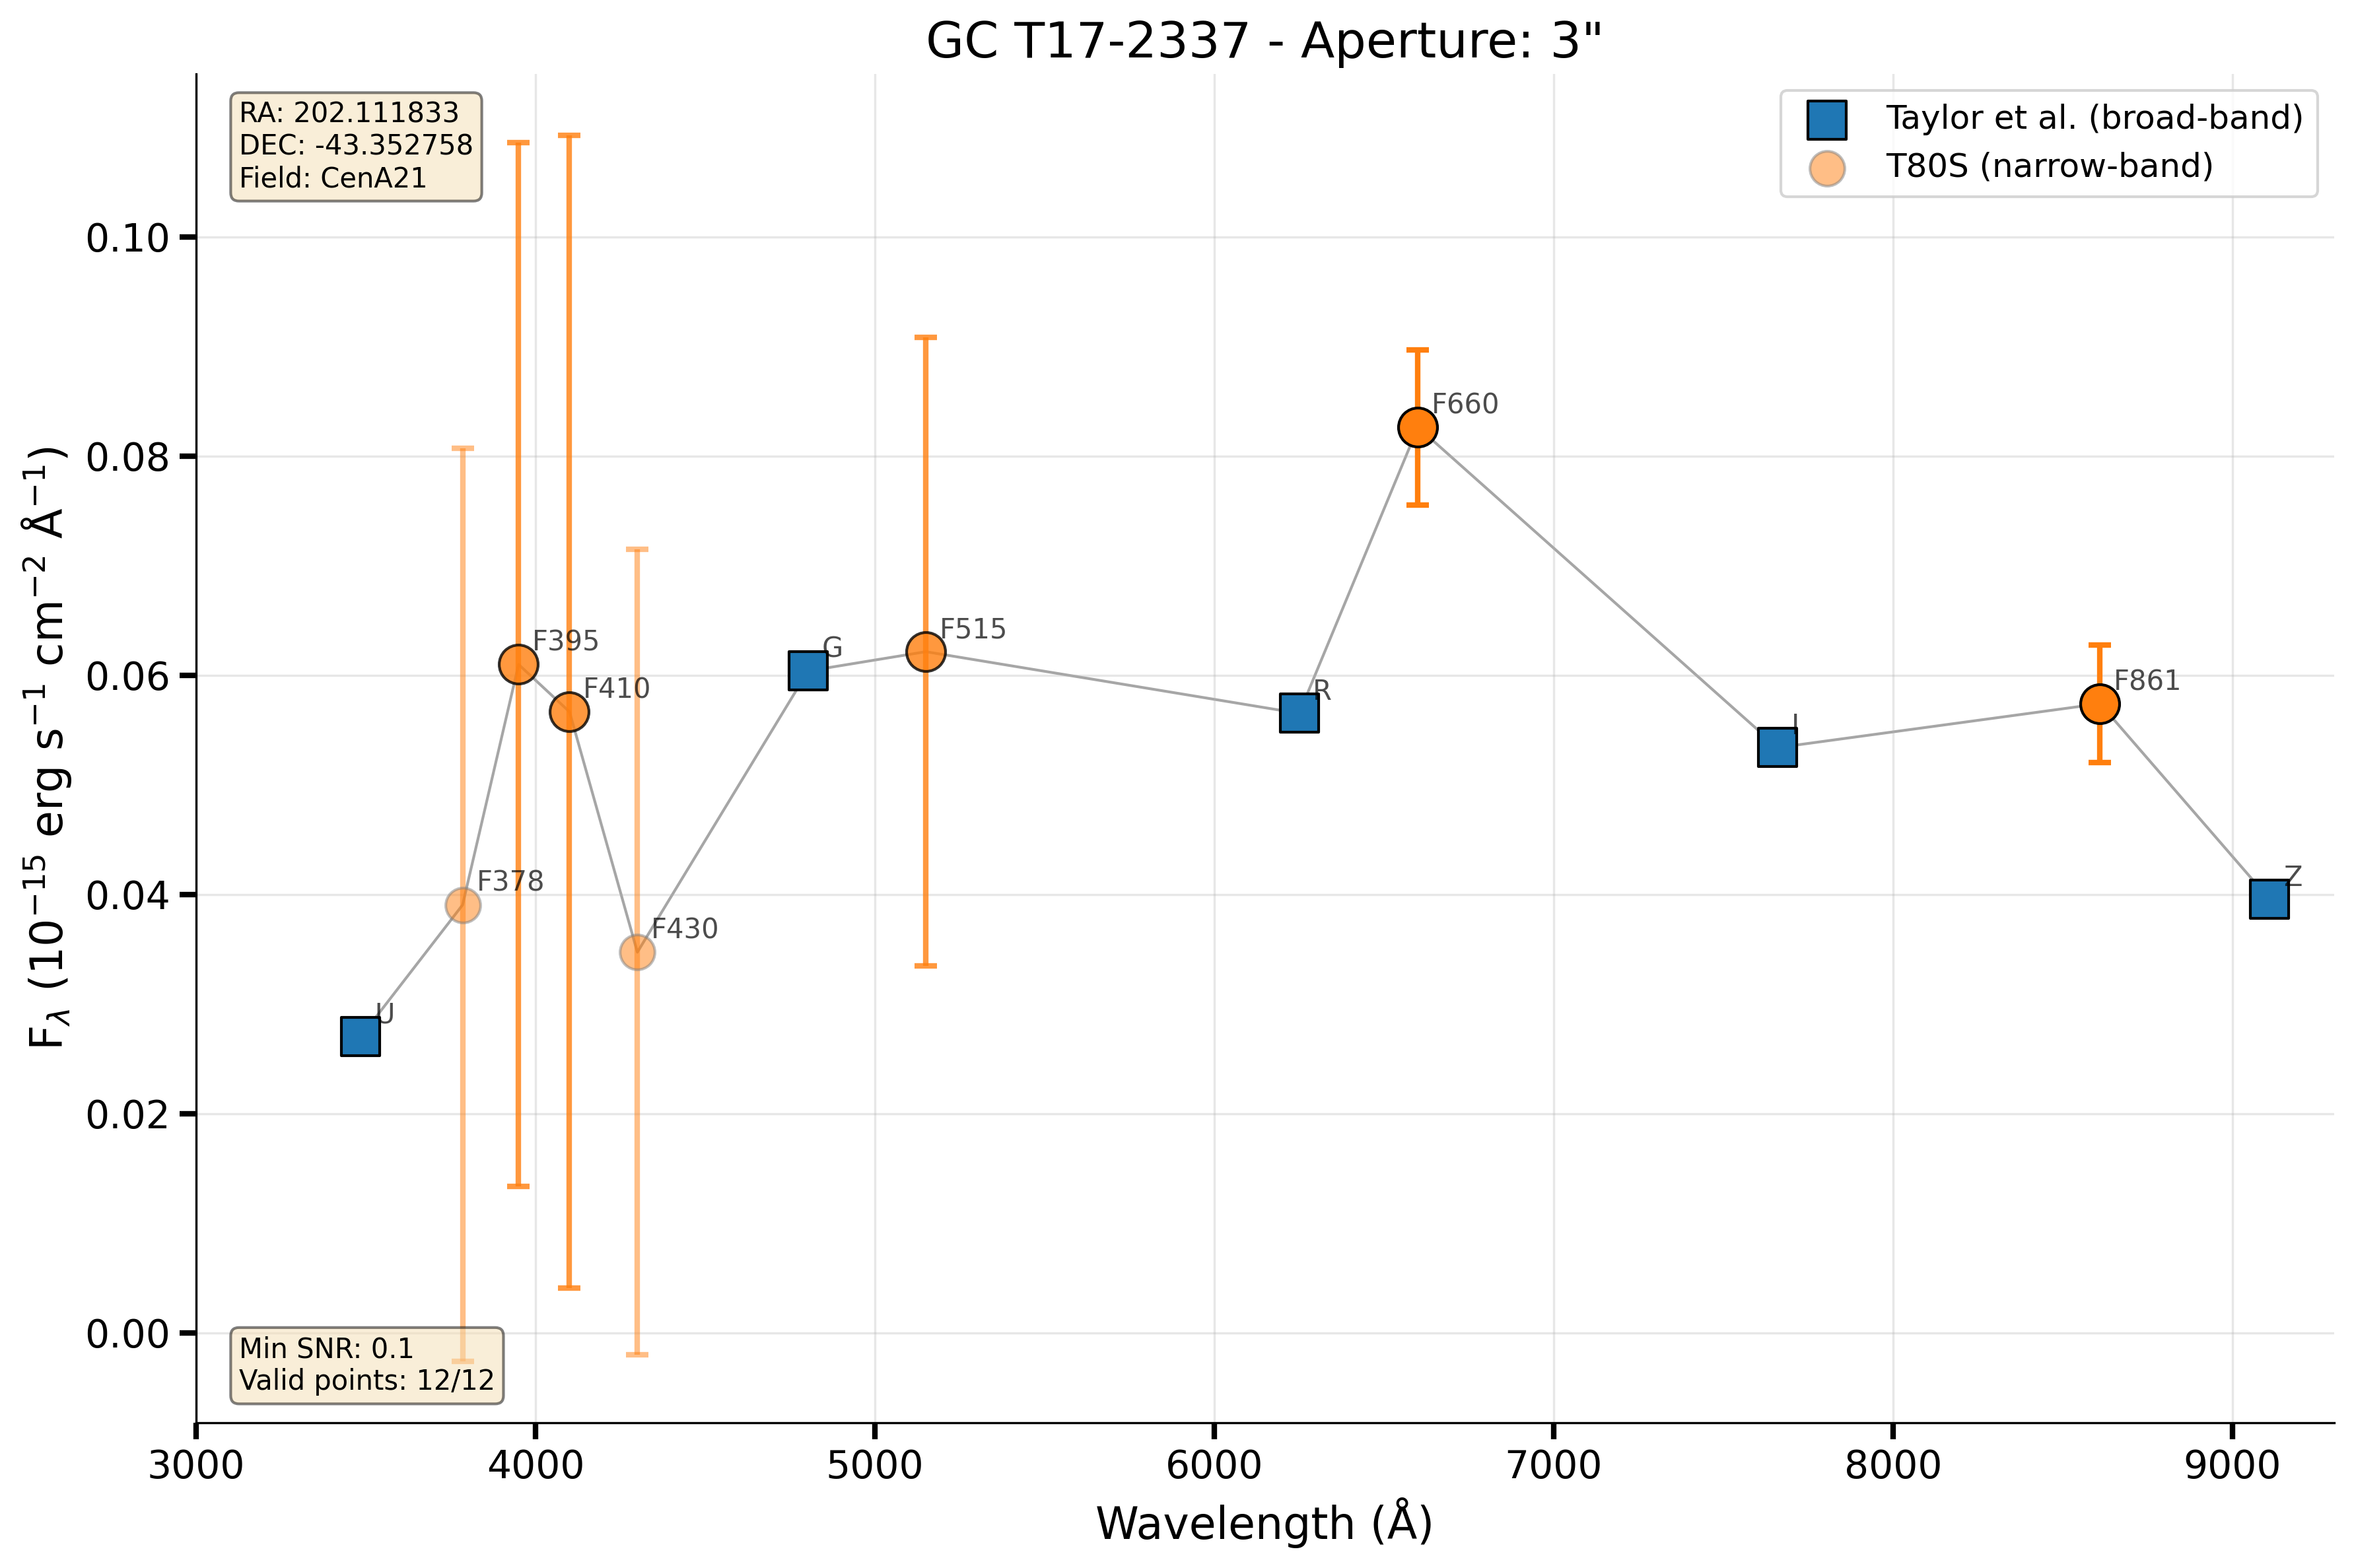 GC T17-2337 - Aperture: 3"
RA: 202.111833
DEC: -43.352758
Field: CenA21
Taylor et al. (broad-band)
T80S (narrow-band)
F395
F410
F378
F430
U
G
F515
R
F660
I
F861
Z
0.10
0.08
0.06
0.04
0.02
0.00
F_λ (10⁻¹⁵ erg s⁻¹ cm⁻² Å⁻¹)
Min SNR: 0.1
Valid points: 12/12
3000 4000 5000 6000 7000 8000 9000
Wavelength (Å)